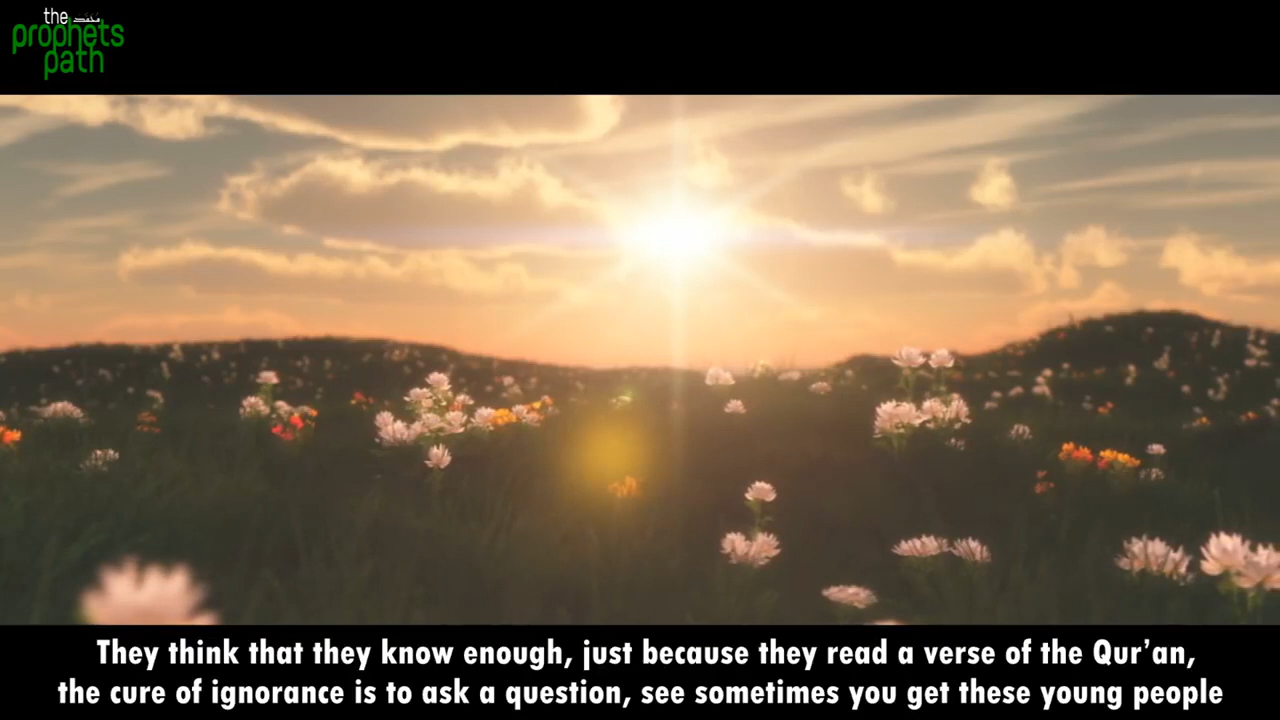 the
prophets
path
They think that they know enough, just because they read a verse of the Qur’an,
the cure of ignorance is to ask a question, see sometimes you get these young people